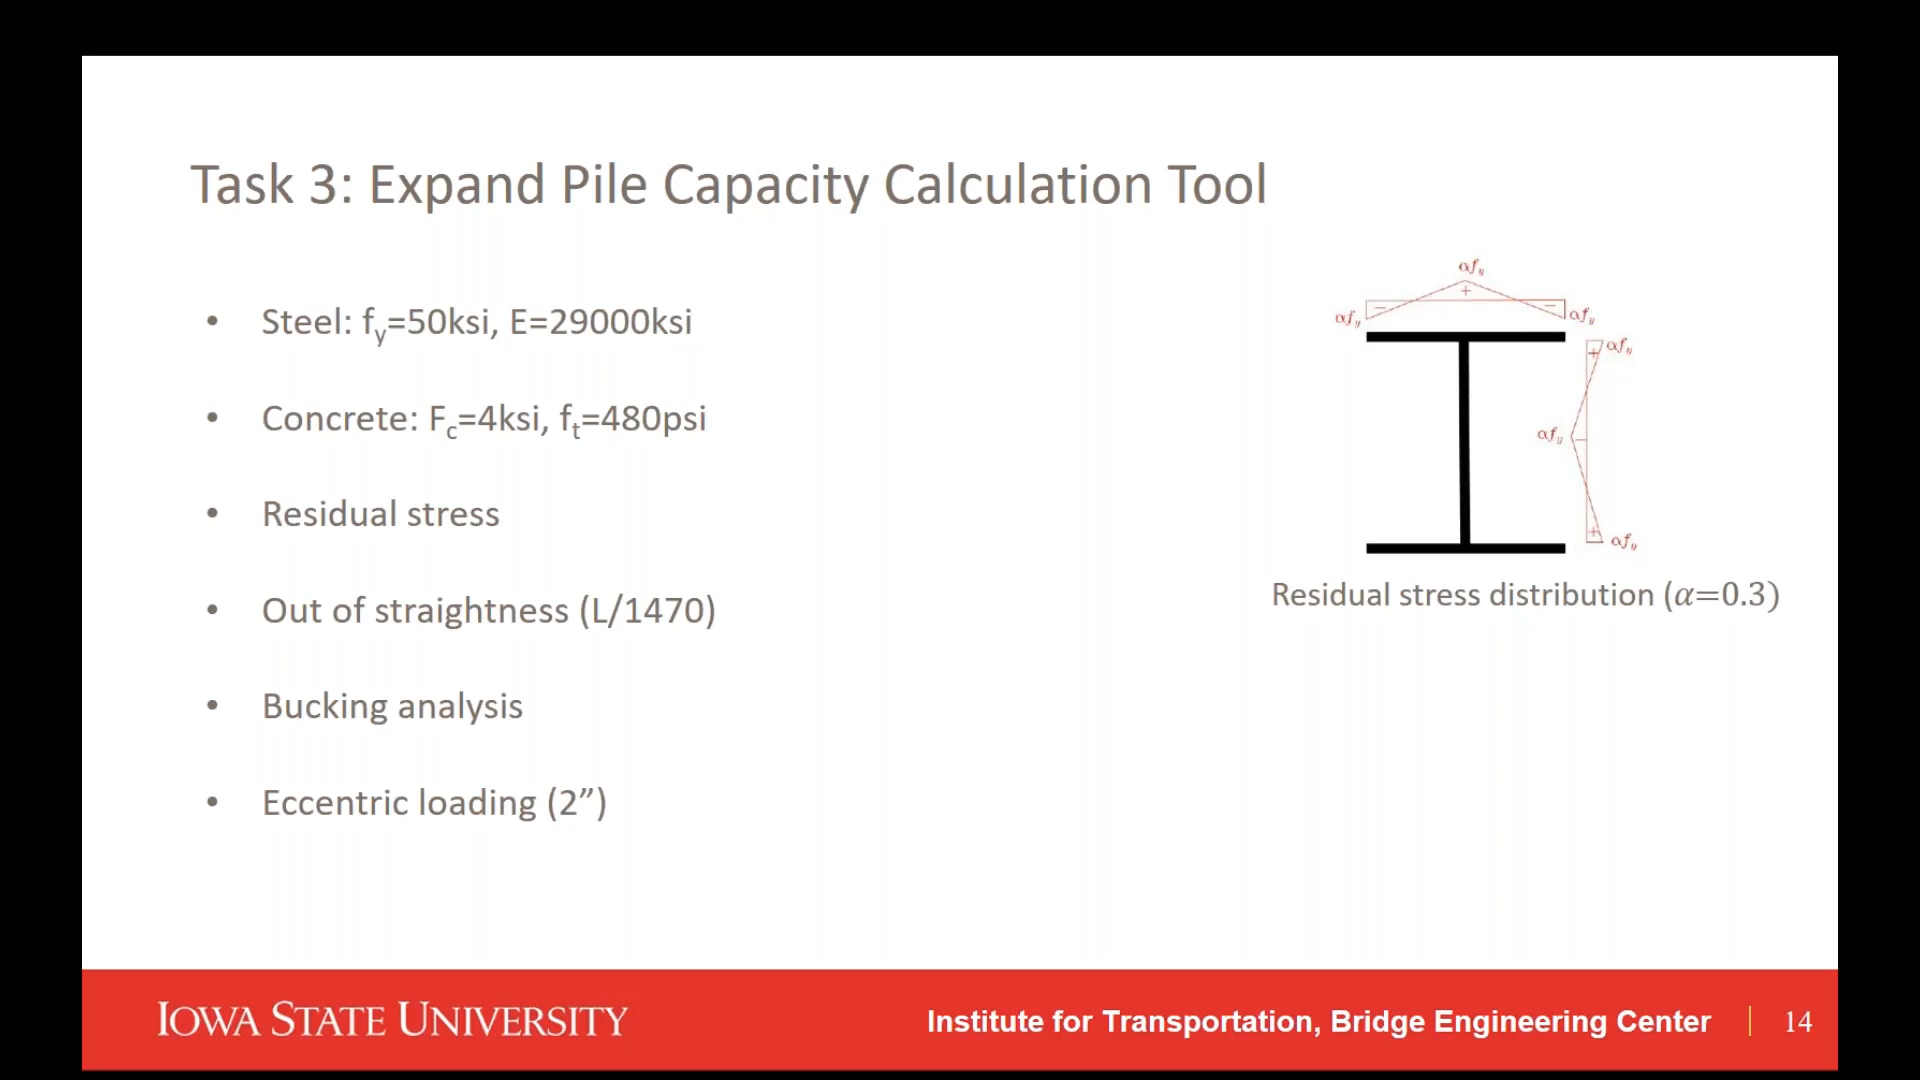 Task 3: Expand Pile Capacity Calculation Tool
• Steel: fy=50ksi, E=29000ksi
• Concrete: Fc=4ksi, ft=480psi
• Residual stress
• Out of straightness (L/1470)
• Bucking analysis
• Eccentric loading (2”)
αfy
+
− −
αfy αfy
+ αfy
αfy −
+ αfy
Residual stress distribution (α=0.3)
IOWA STATE UNIVERSITY
Institute for Transportation, Bridge Engineering Center | 14